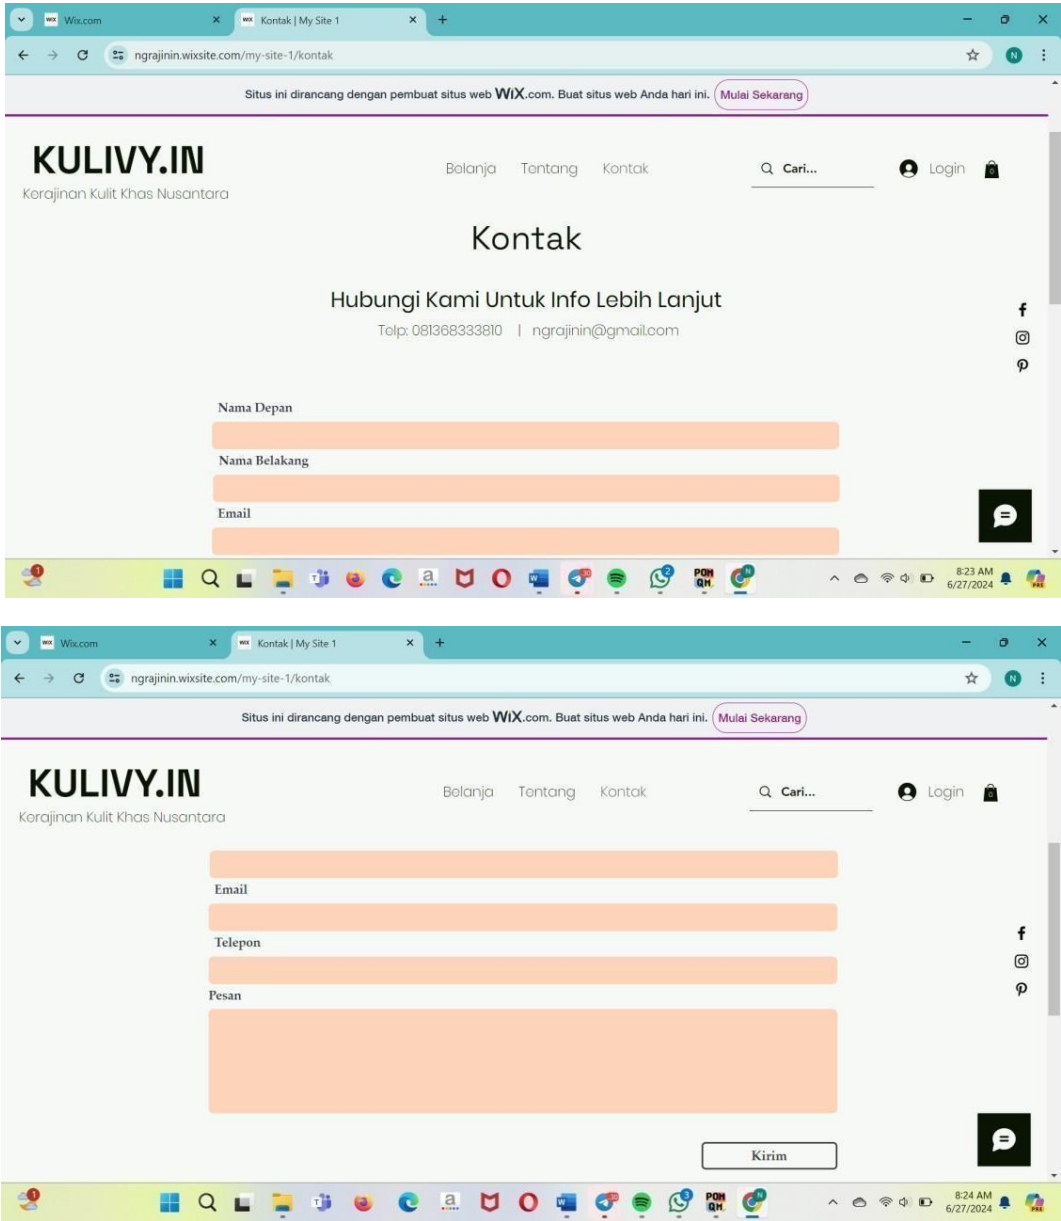 Wix.com
Kontak | My Site 1
ngrajinin.wixsite.com/my-site-1/kontak
N
Situs ini dirancang dengan pembuat situs web WiX.com. Buat situs web Anda hari ini. Mulai Sekarang
KULIVY.IN
Kerajinan Kulit Khas Nusantara
Belanja Tentang Kontak
Cari...
Login
0
Kontak
Hubungi Kami Untuk Info Lebih Lanjut
Telp: 081368333810 | ngrajinin@gmail.com
Nama Depan
Nama Belakang
Email
8:23 AM
6/27/2024
Wix.com
Kontak | My Site 1
ngrajinin.wixsite.com/my-site-1/kontak
N
Situs ini dirancang dengan pembuat situs web WiX.com. Buat situs web Anda hari ini. Mulai Sekarang
KULIVY.IN
Kerajinan Kulit Khas Nusantara
Belanja Tentang Kontak
Cari...
Login
0
Email
Telepon
Pesan
Kirim
8:24 AM
6/27/2024